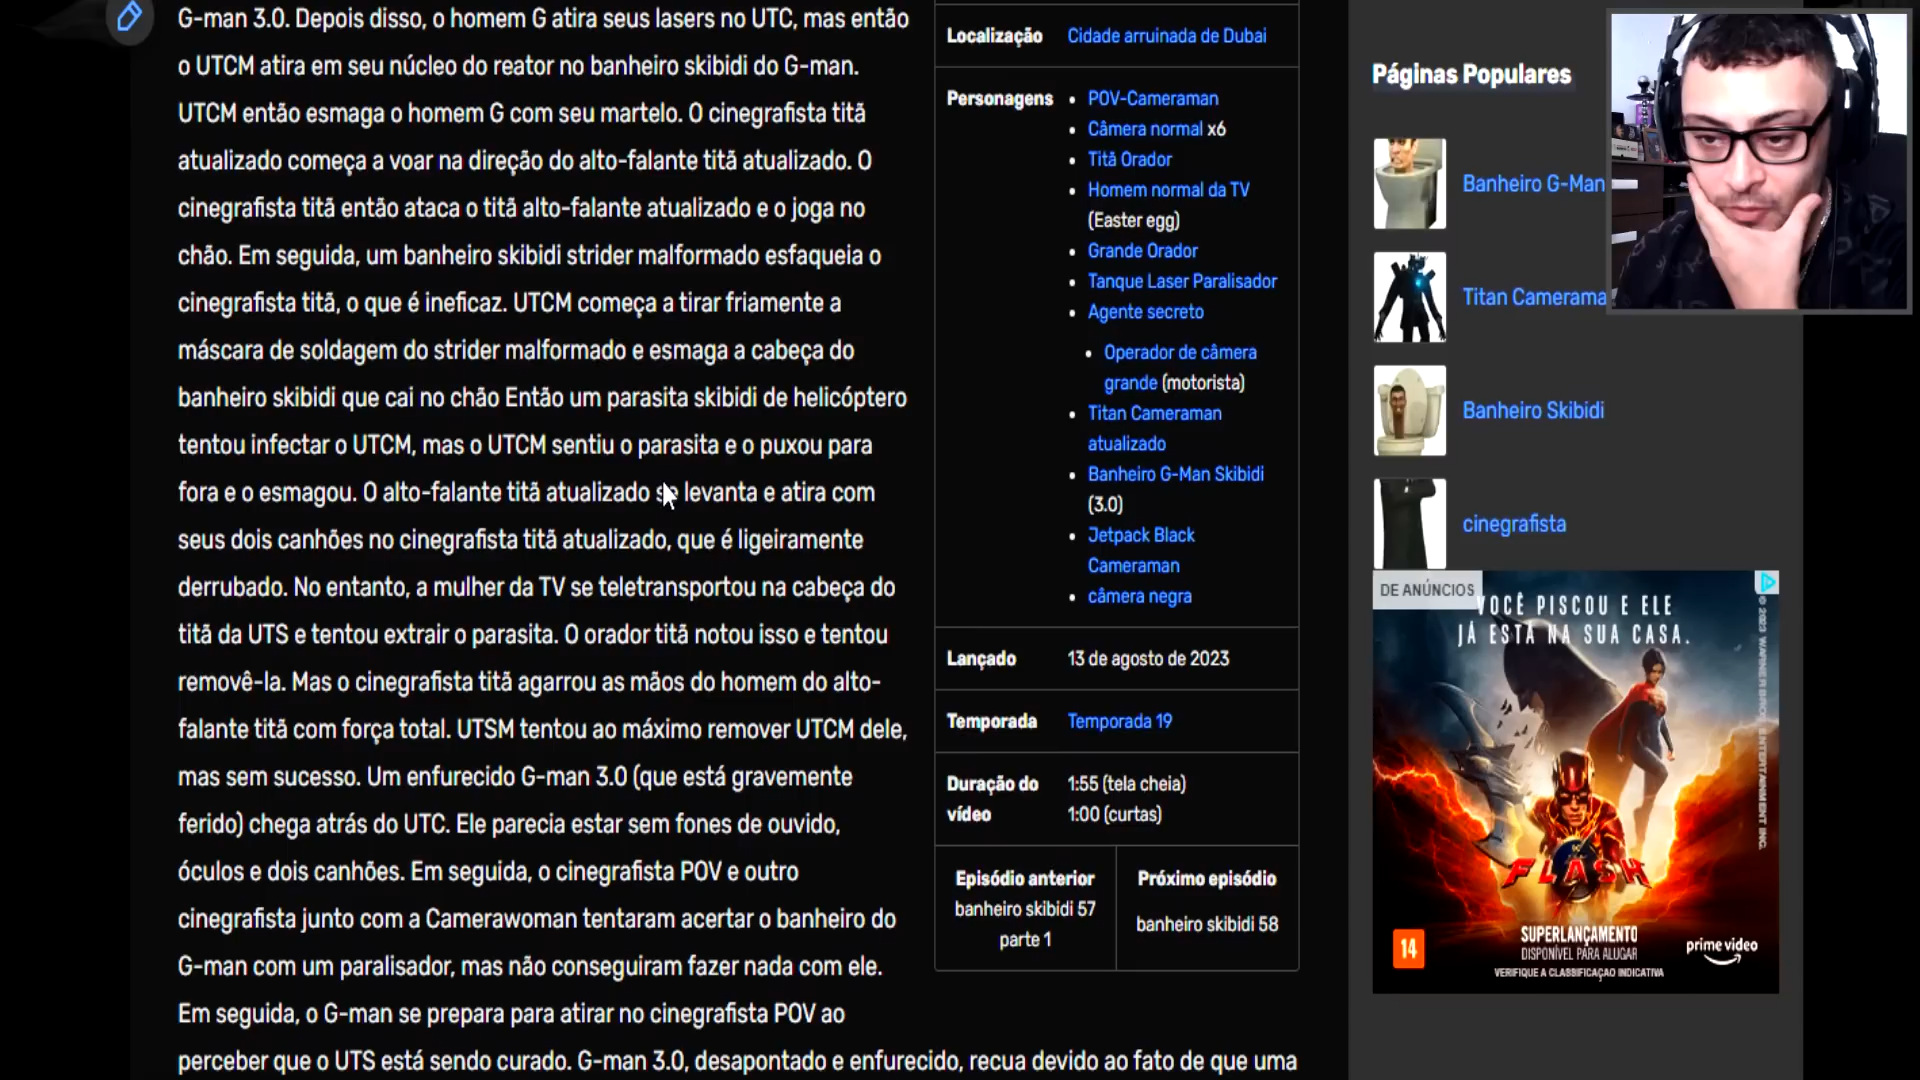 G-man 3.0. Depois disso, o homem G atira seus lasers no UTC, mas então
o UTCM atira em seu núcleo do reator no banheiro skibidi do G-man.
UTCM então esmaga o homem G com seu martelo. O cinegrafista titã
atualizado começa a voar na direção do alto-falante titã atualizado. O
cinegrafista titã então ataca o titã alto-falante atualizado e o joga no
chão. Em seguida, um banheiro skibidi strider malformado esfaqueia o
cinegrafista titã, o que é ineficaz. UTCM começa a tirar friamente a
máscara de soldagem do strider malformado e esmaga a cabeça do
banheiro skibidi que cai no chão Então um parasita skibidi de helicóptero
tentou infectar o UTCM, mas o UTCM sentiu o parasita e o puxou para
fora e o esmagou. O alto-falante titã atualizado se levanta e atira com
seus dois canhões no cinegrafista titã atualizado, que é ligeiramente
derrubado. No entanto, a mulher da TV se teletransportou na cabeça do
titã da UTS e tentou extrair o parasita. O orador titã notou isso e tentou
removê-la. Mas o cinegrafista titã agarrou as mãos do homem do alto-
falante titã com força total. UTSM tentou ao máximo remover UTCM dele,
mas sem sucesso. Um enfurecido G-man 3.0 (que está gravemente
ferido) chega atrás do UTC. Ele parecia estar sem fones de ouvido,
óculos e dois canhões. Em seguida, o cinegrafista POV e outro
cinegrafista junto com a Camerawoman tentaram acertar o banheiro do
G-man com um paralisador, mas não conseguiram fazer nada com ele.
Em seguida, o G-man se prepara para atirar no cinegrafista POV ao
perceber que o UTS está sendo curado. G-man 3.0, desapontado e enfurecido, recua devido ao fato de que uma
Localização Cidade arruinada de Dubai
Personagens
POV-Cameraman
Câmera normal x6
Titã Orador
Homem normal da TV
(Easter egg)
Grande Orador
Tanque Laser Paralisador
Agente secreto
Operador de câmera
grande (motorista)
Titan Cameraman
atualizado
Banheiro G-Man Skibidi
(3.0)
Jetpack Black
Cameraman
câmera negra
Lançado 13 de agosto de 2023
Temporada Temporada 19
Duração do
vídeo
1:55 (tela cheia)
1:00 (curtas)
Episódio anterior
banheiro skibidi 57
parte 1
Próximo episódio
banheiro skibidi 58
Páginas Populares
Banheiro G-Man
Titan Camerama
Banheiro Skibidi
cinegrafista
DE ANÚNCIOS
VOCÊ PISCOU E ELE
JÁ ESTÁ NA SUA CASA.
FLASH
14
SUPERLANÇAMENTO
DISPONÍVEL PARA ALUGAR
VERIFIQUE A CLASSIFICAÇÃO INDICATIVA
prime video
© 2023 WARNER BROS. ENTERTAINMENT INC.